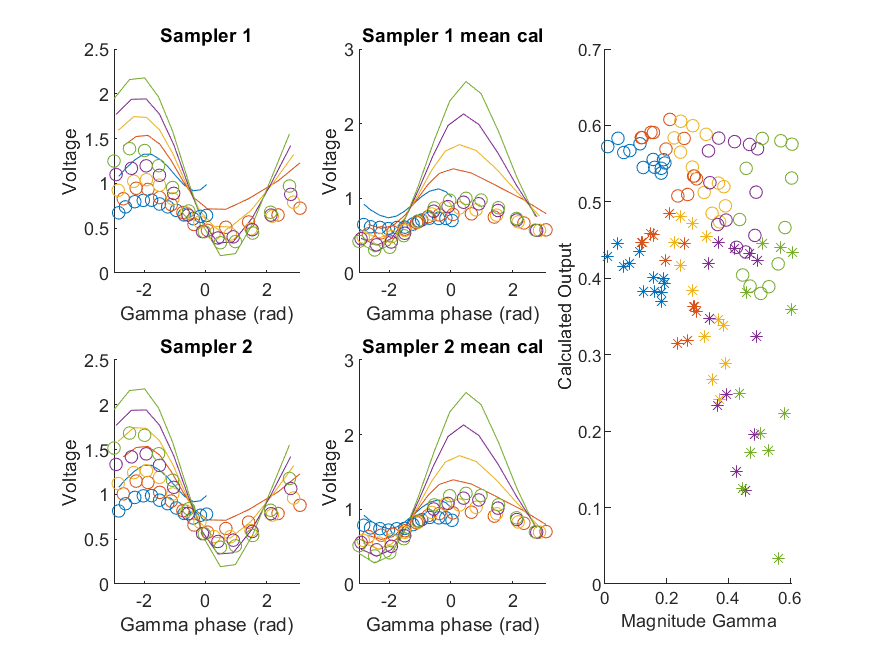 Sampler 1
2.5
2
1.5
1
0.5
0
Voltage
-2 0 2
Gamma phase (rad)
Sampler 1 mean cal
3
2
1
0
Voltage
-2 0 2
Gamma phase (rad)
Sampler 2
2.5
2
1.5
1
0.5
0
Voltage
-2 0 2
Gamma phase (rad)
Sampler 2 mean cal
3
2
1
0
Voltage
-2 0 2
Gamma phase (rad)
0.7
0.6
0.5
0.4
0.3
0.2
0.1
0
Calculated Output
0 0.2 0.4 0.6
Magnitude Gamma